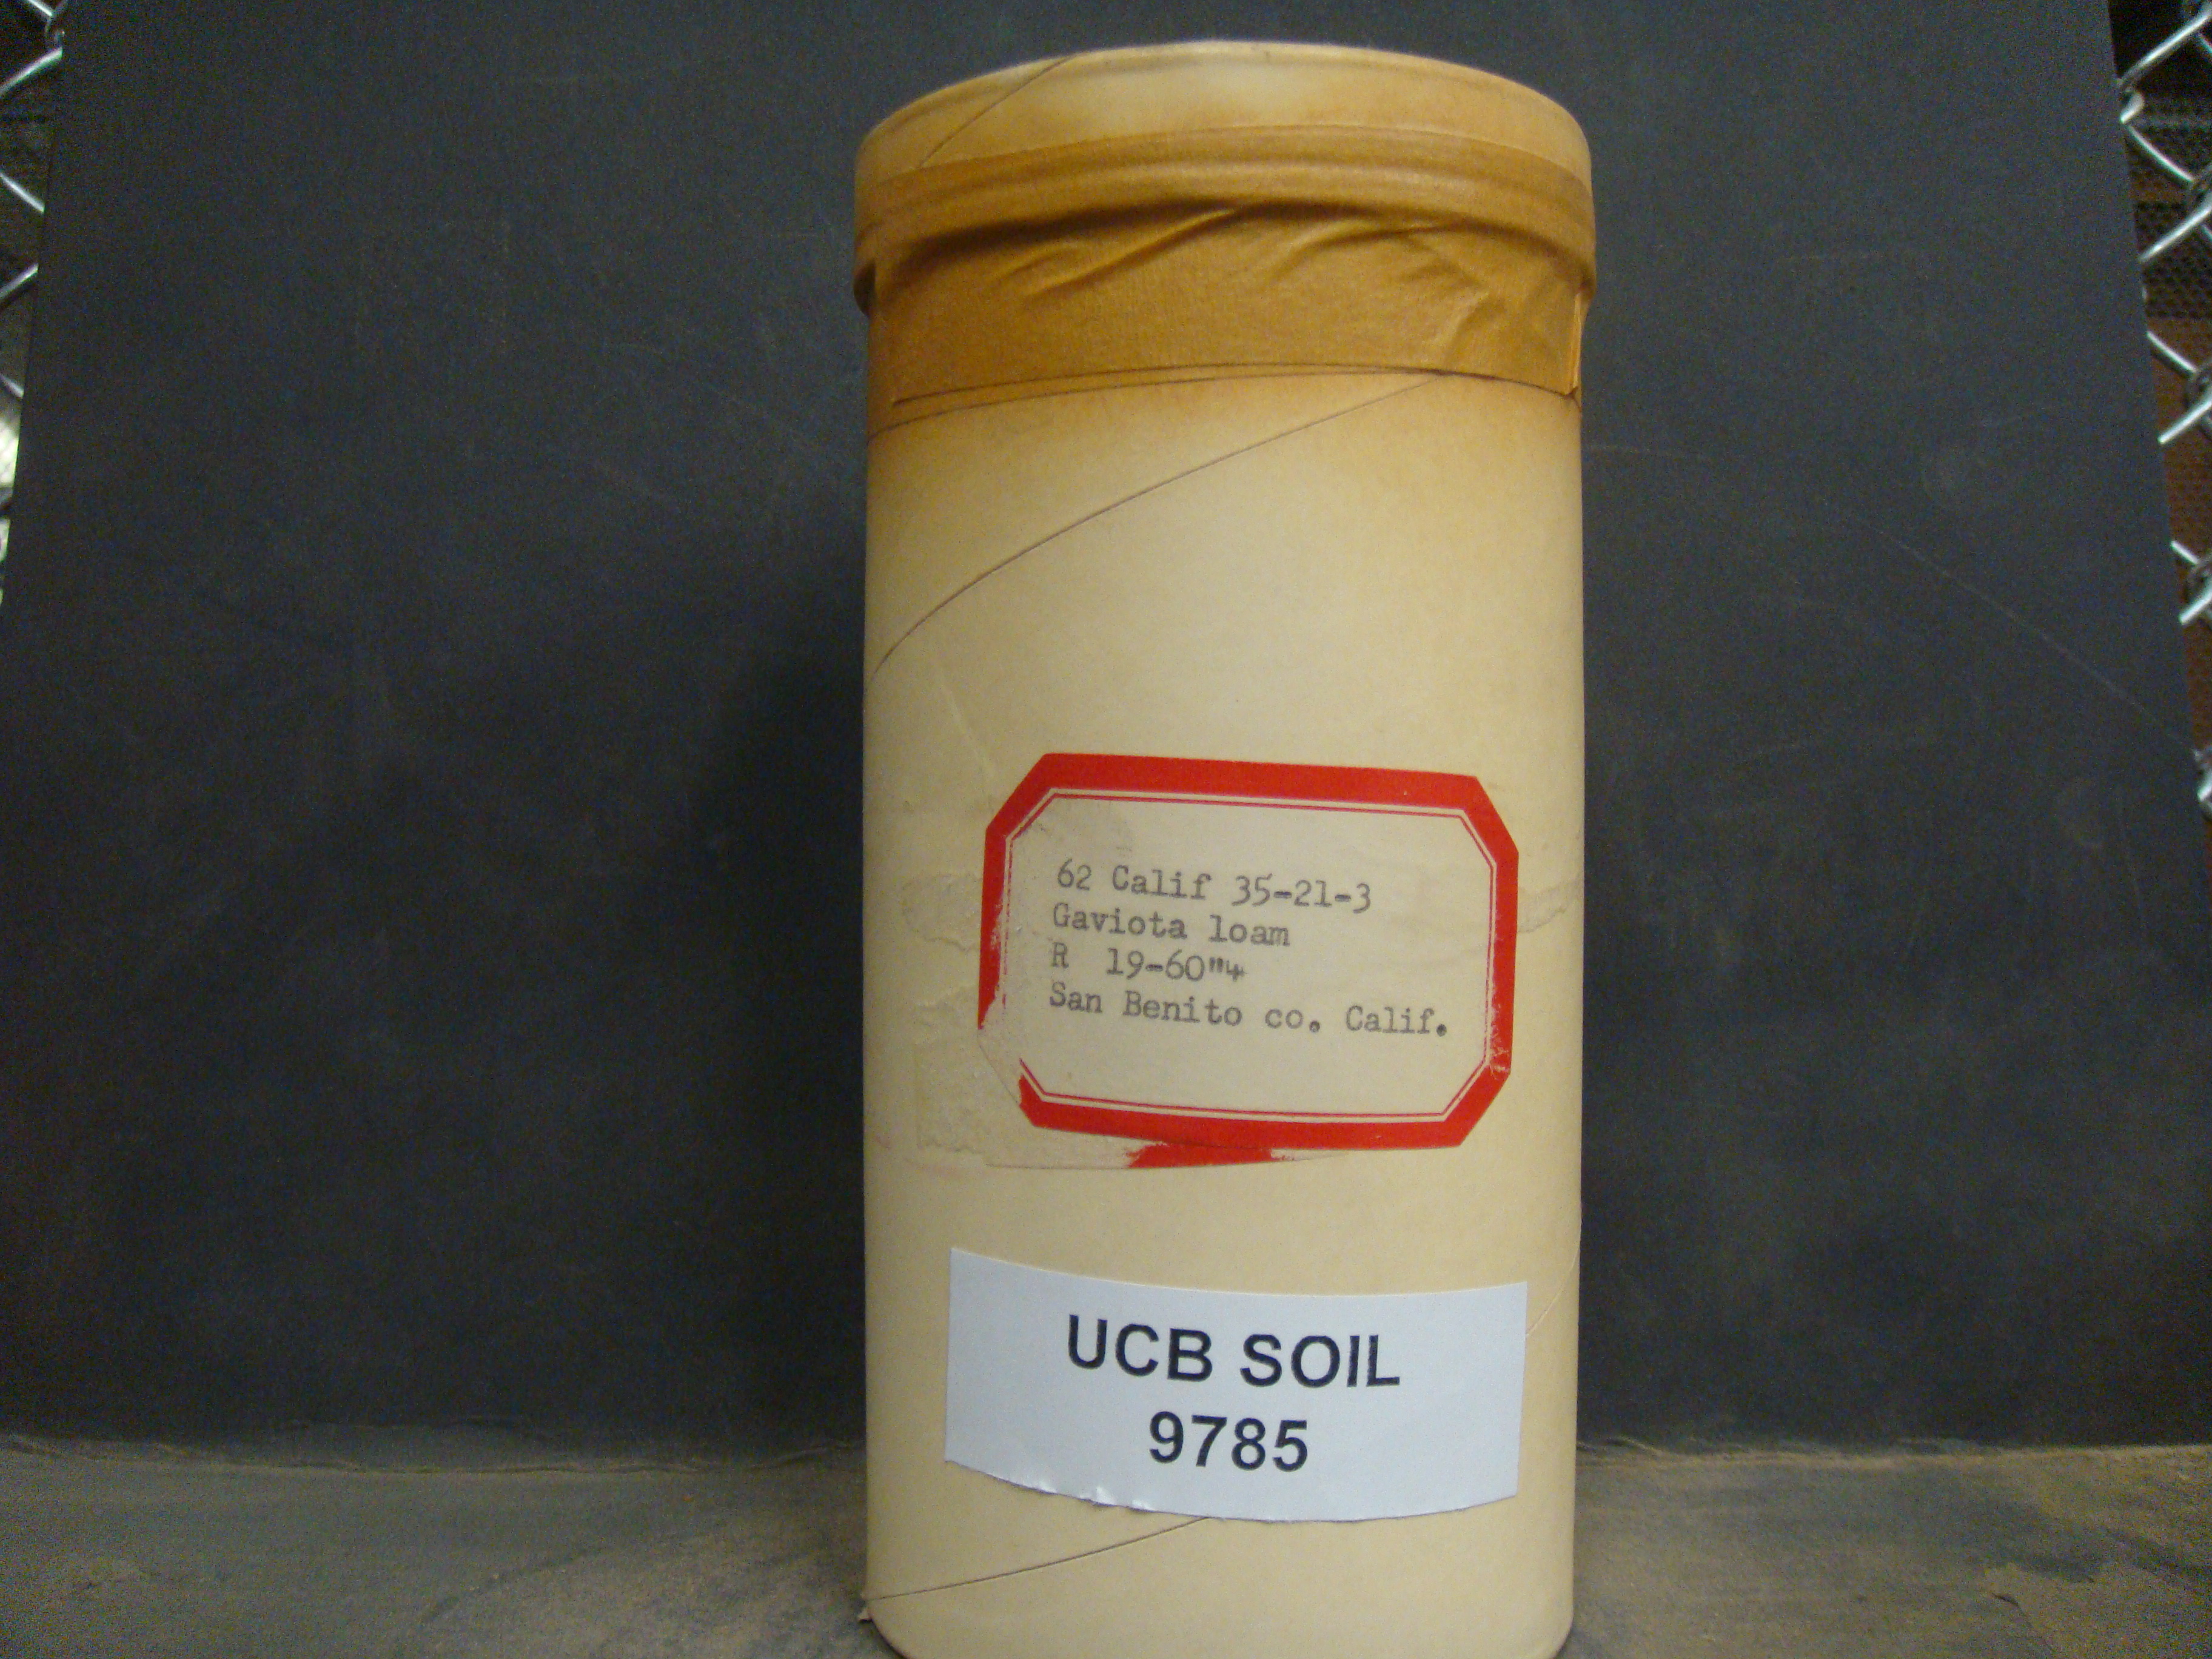 62 Calif 35-21-3
Gaviota loam
R 19-60"+
San Benito co. Calif.
UCB SOIL
9785